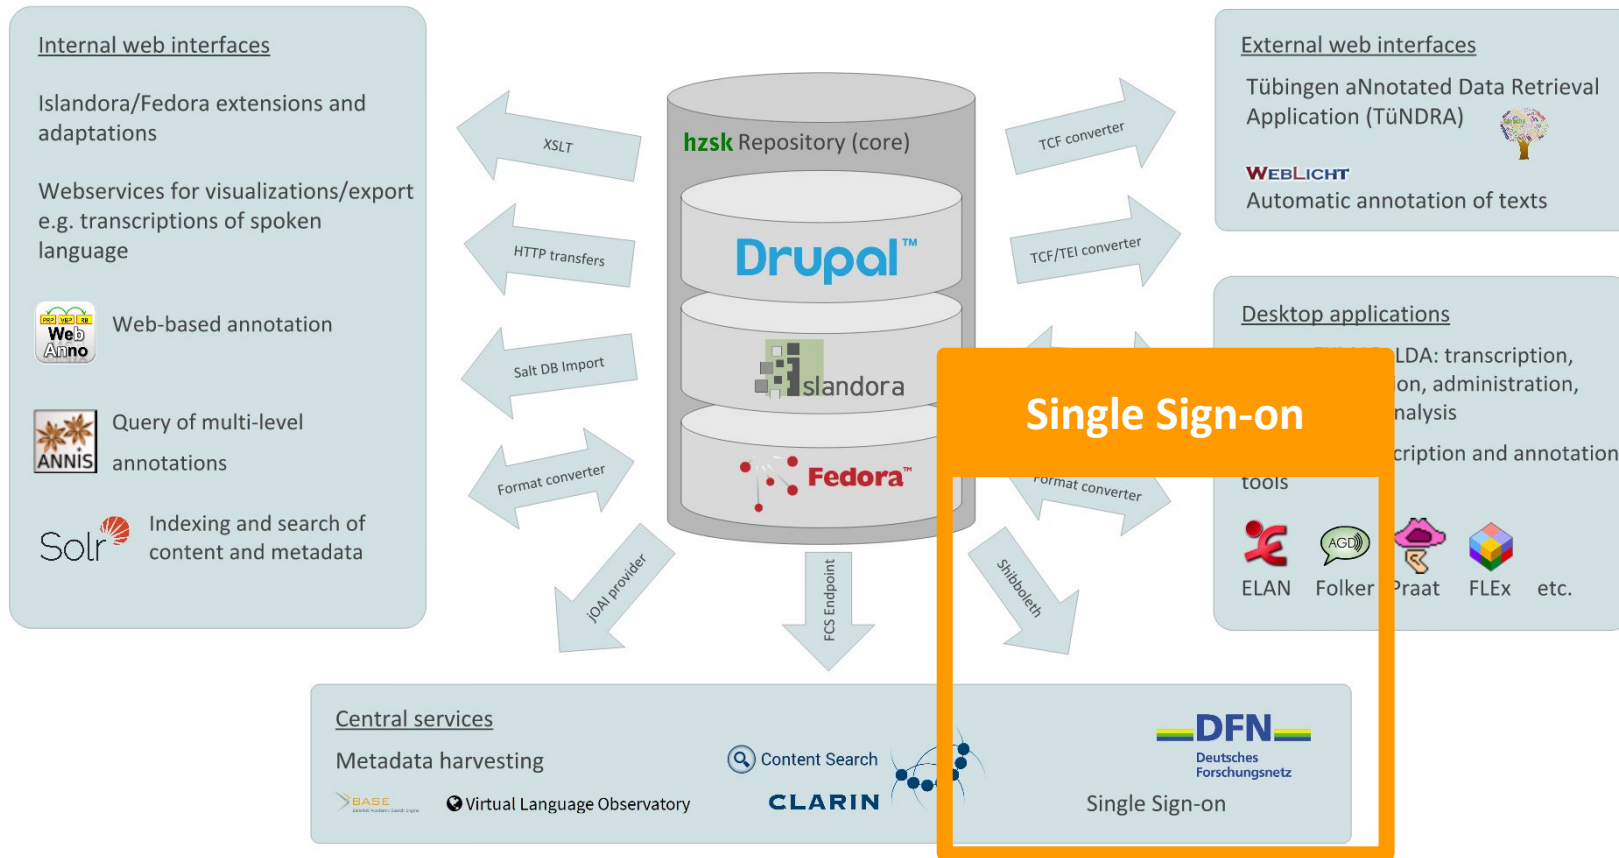 Internal web interfaces
Islandora/Fedora extensions and
adaptations
Webservices for visualizations/export
e.g. transcriptions of spoken
language
PRP VBP RB
Web
Anno
Web-based annotation
ANNIS
Query of multi-level
annotations
Solr
Indexing and search of
content and metadata
XSLT
HTTP transfers
Salt DB Import
Format converter
hzsk Repository (core)
Drupal™
Islandora
Fedora™
TCF converter
TCF/TEI converter
Format converter
jOAI provider
FCS Endpoint
Shibboleth
External web interfaces
Tübingen aNnotated Data Retrieval
Application (TüNDRA)
WEBLICHT
Automatic annotation of texts
Desktop applications
LDA: transcription,
ion, administration,
nalysis
cription and annotation
tools
AGD
ELAN Folker Praat FLEx etc.
Single Sign-on
Central services
Metadata harvesting
BASE
Virtual Language Observatory
Content Search
CLARIN
DFN
Deutsches
Forschungsnetz
Single Sign-on